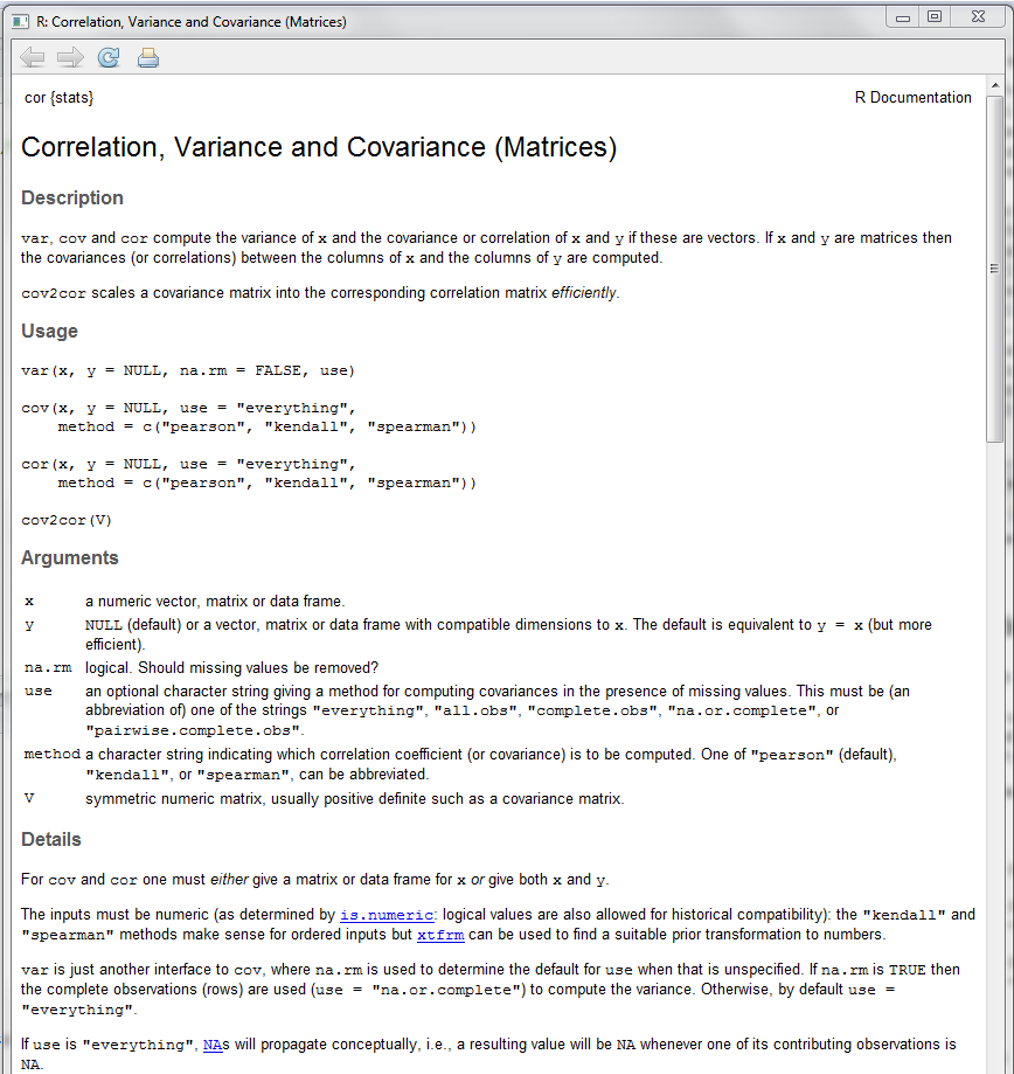 R: Correlation, Variance and Covariance (Matrices)
cor {stats}
R Documentation
Correlation, Variance and Covariance (Matrices)
Description
var, cov and cor compute the variance of x and the covariance or correlation of x and y if these are vectors. If x and y are matrices then
the covariances (or correlations) between the columns of x and the columns of y are computed.
cov2cor scales a covariance matrix into the corresponding correlation matrix efficiently.
Usage
var(x, y = NULL, na.rm = FALSE, use)
cov(x, y = NULL, use = "everything",
    method = c("pearson", "kendall", "spearman"))
cor(x, y = NULL, use = "everything",
    method = c("pearson", "kendall", "spearman"))
cov2cor(V)
Arguments
x a numeric vector, matrix or data frame.
y NULL (default) or a vector, matrix or data frame with compatible dimensions to x. The default is equivalent to y = x (but more
efficient).
na.rm logical. Should missing values be removed?
use an optional character string giving a method for computing covariances in the presence of missing values. This must be (an
abbreviation of) one of the strings "everything", "all.obs", "complete.obs", "na.or.complete", or
"pairwise.complete.obs".
method a character string indicating which correlation coefficient (or covariance) is to be computed. One of "pearson" (default),
"kendall", or "spearman", can be abbreviated.
V symmetric numeric matrix, usually positive definite such as a covariance matrix.
Details
For cov and cor one must either give a matrix or data frame for x or give both x and y.
The inputs must be numeric (as determined by is.numeric: logical values are also allowed for historical compatibility): the "kendall" and
"spearman" methods make sense for ordered inputs but xtfrm can be used to find a suitable prior transformation to numbers.
var is just another interface to cov, where na.rm is used to determine the default for use when that is unspecified. If na.rm is TRUE then
the complete observations (rows) are used (use = "na.or.complete") to compute the variance. Otherwise, by default use =
"everything".
If use is "everything", NAs will propagate conceptually, i.e., a resulting value will be NA whenever one of its contributing observations is
NA.